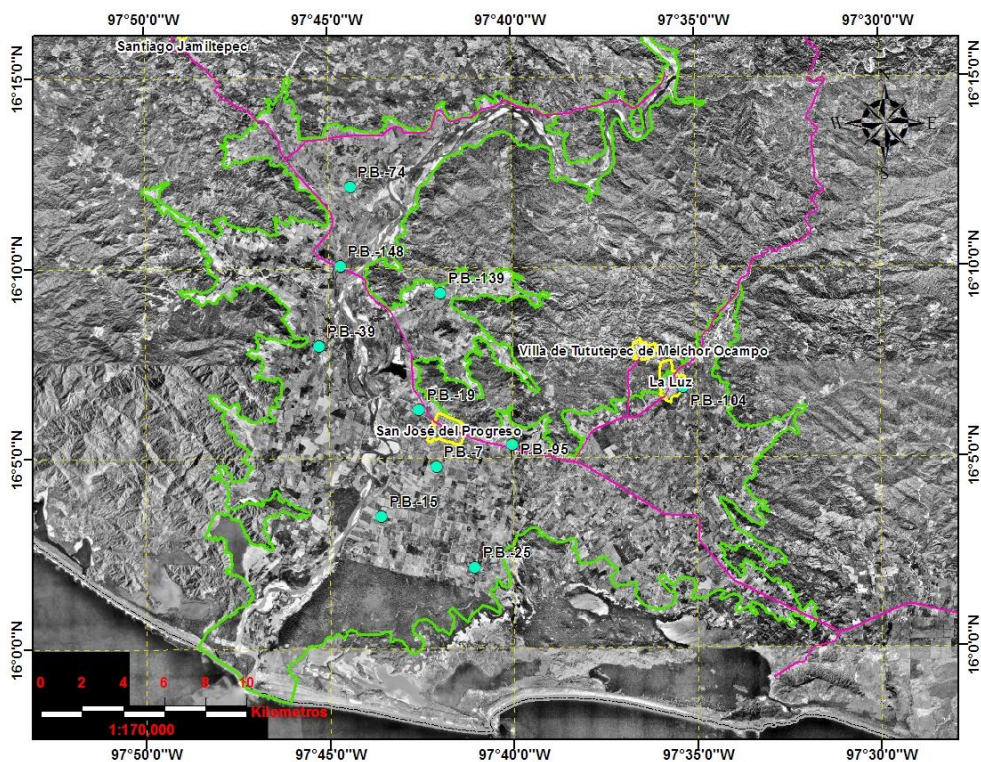 97°50'0"W 97°45'0"W 97°40'0"W 97°35'0"W 97°30'0"W
Santiago Jamiltepec
16°15'0"N 16°15'0"N
N
W E
S
P.B.-74
P.B.-148
16°10'0"N 16°10'0"N
P.B.-139
P.B.-39
Villa de Tututepec de Melchor Ocampo
La Luz
P.B.-19 P.B.-104
San José del Progreso
P.B.-95
16°5'0"N 16°5'0"N
P.B.-7
P.B.-15
P.B.-25
16°0'0"N 16°0'0"N
0 2 4 6 8 10
Kilometros
1:170,000
97°50'0"W 97°45'0"W 97°40'0"W 97°35'0"W 97°30'0"W